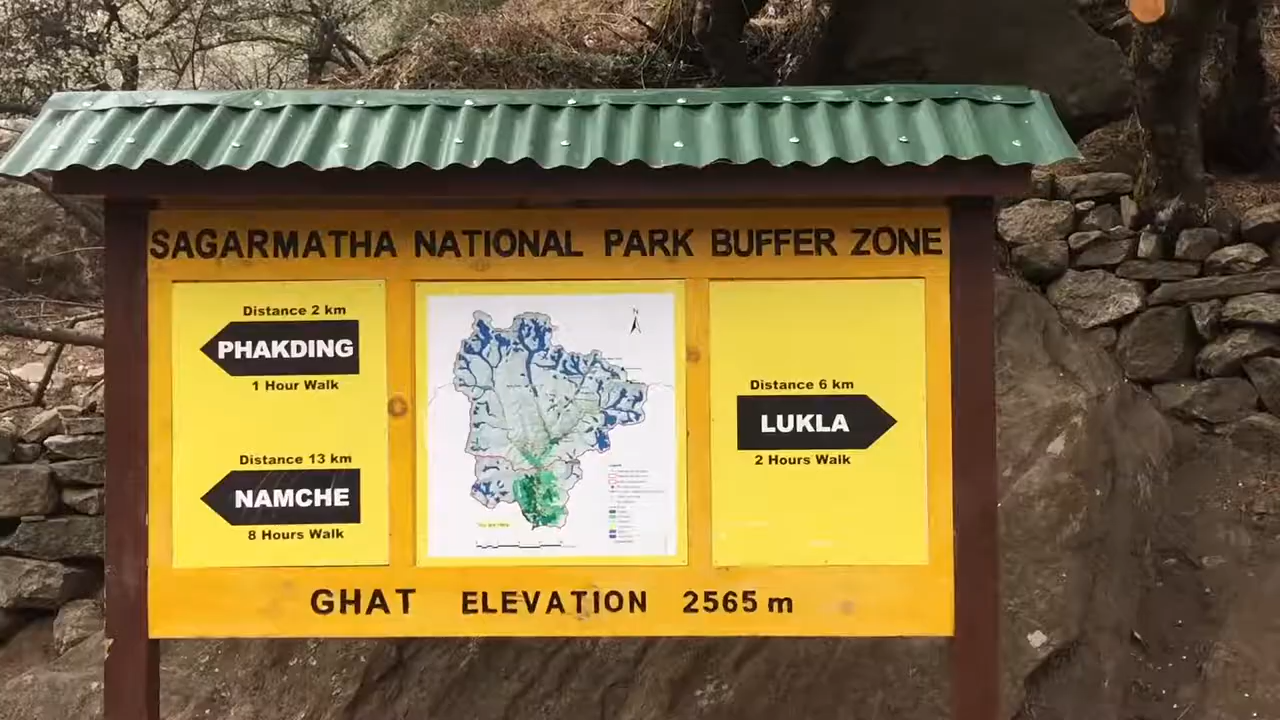 SAGARMATHA NATIONAL PARK BUFFER ZONE
Distance 2 km
PHAKDING
1 Hour Walk
Distance 13 km
NAMCHE
8 Hours Walk
N
Distance 6 km
LUKLA
2 Hours Walk
GHAT ELEVATION 2565 m